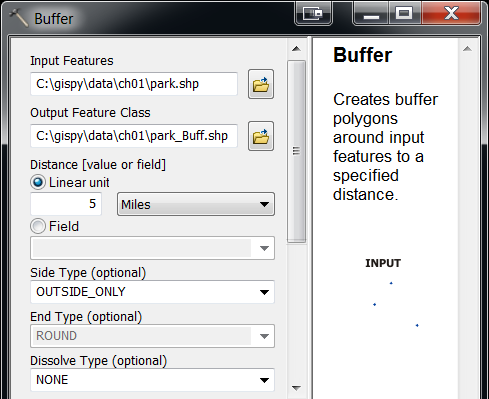 Buffer
Input Features
C:\gispy\data\ch01\park.shp
Output Feature Class
C:\gispy\data\ch01\park_Buff.shp
Distance [value or field]
Linear unit
5 Miles
Field
Side Type (optional)
OUTSIDE_ONLY
End Type (optional)
ROUND
Dissolve Type (optional)
NONE
Buffer
Creates buffer
polygons
around input
features to a
specified
distance.
INPUT